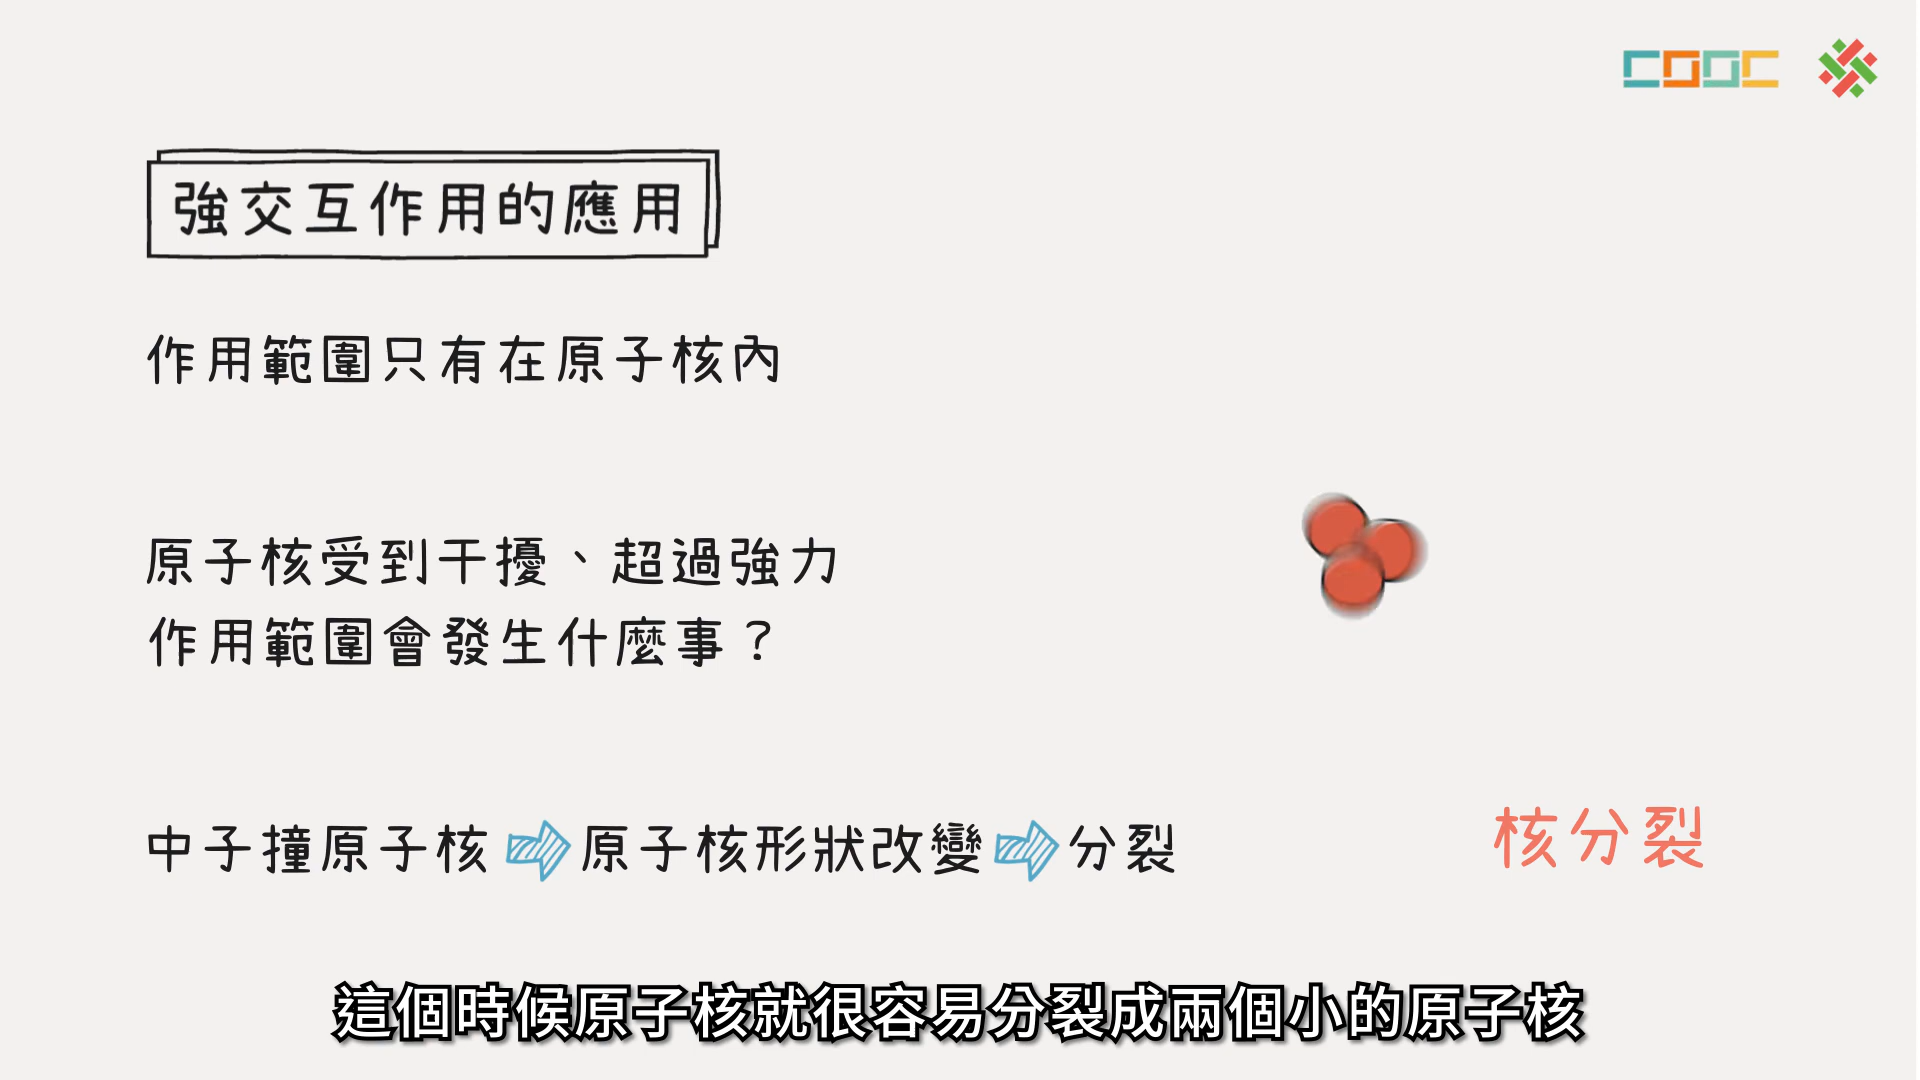 COOC
強交互作用的應用
作用範圍只有在原子核內
原子核受到干擾、超過強力
作用範圍會發生什麼事？
中子撞原子核 原子核形狀改變 分裂
核分裂
這個時候原子核就很容易分裂成兩個小的原子核